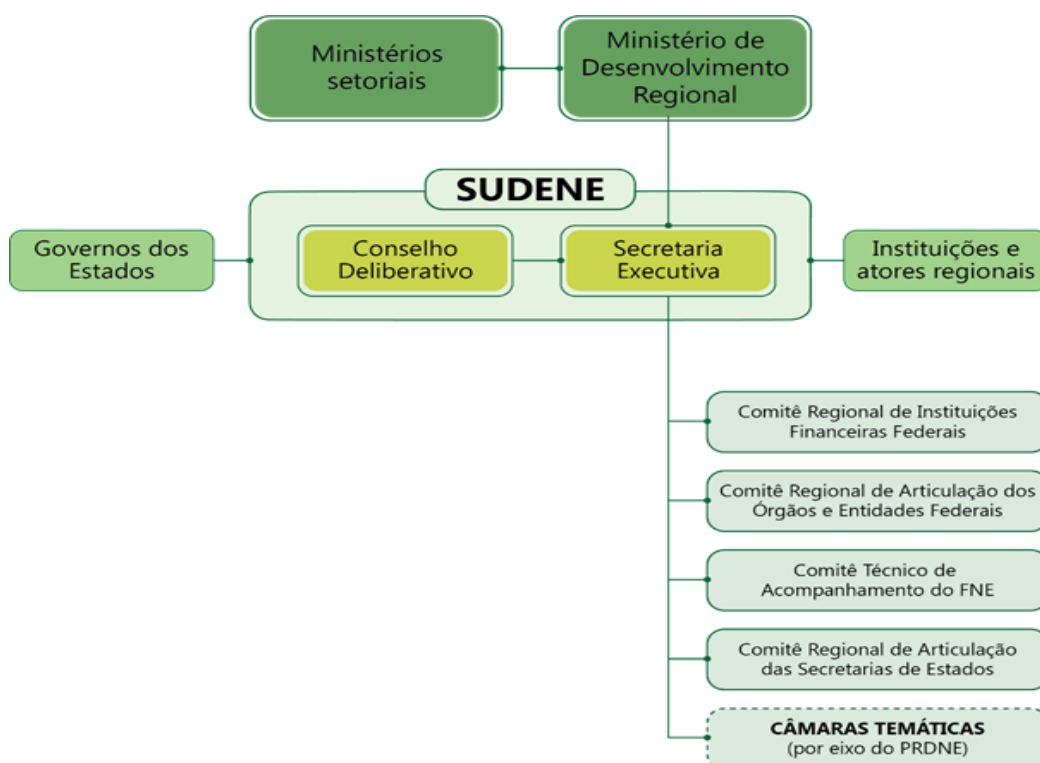 Ministérios
setoriais
Ministério de
Desenvolvimento
Regional
SUDENE
Governos dos
Estados
Conselho
Deliberativo
Secretaria
Executiva
Instituições e
atores regionais
Comitê Regional de Instituições
Financeiras Federais
Comitê Regional de Articulação dos
Órgãos e Entidades Federais
Comitê Técnico de
Acompanhamento do FNE
Comitê Regional de Articulação
das Secretarias de Estados
CÂMARAS TEMÁTICAS
(por eixo do PRDNE)